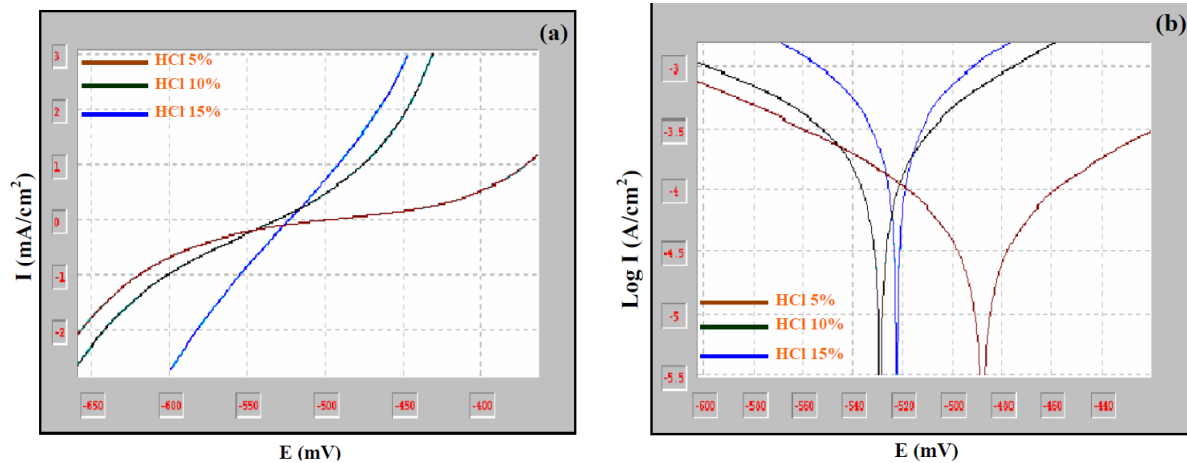 (a)
3
2
1
0
-1
-2
HCl 5%
HCl 10%
HCl 15%
I (mA/cm²)
-650
-600
-550
-500
-450
-400
E (mV)
(b)
-3
-3.5
-4
-4.5
-5
-5.5
Log I (A/cm²)
HCl 5%
HCl 10%
HCl 15%
-600
-580
-560
-540
-520
-500
-480
-460
-440
E (mV)